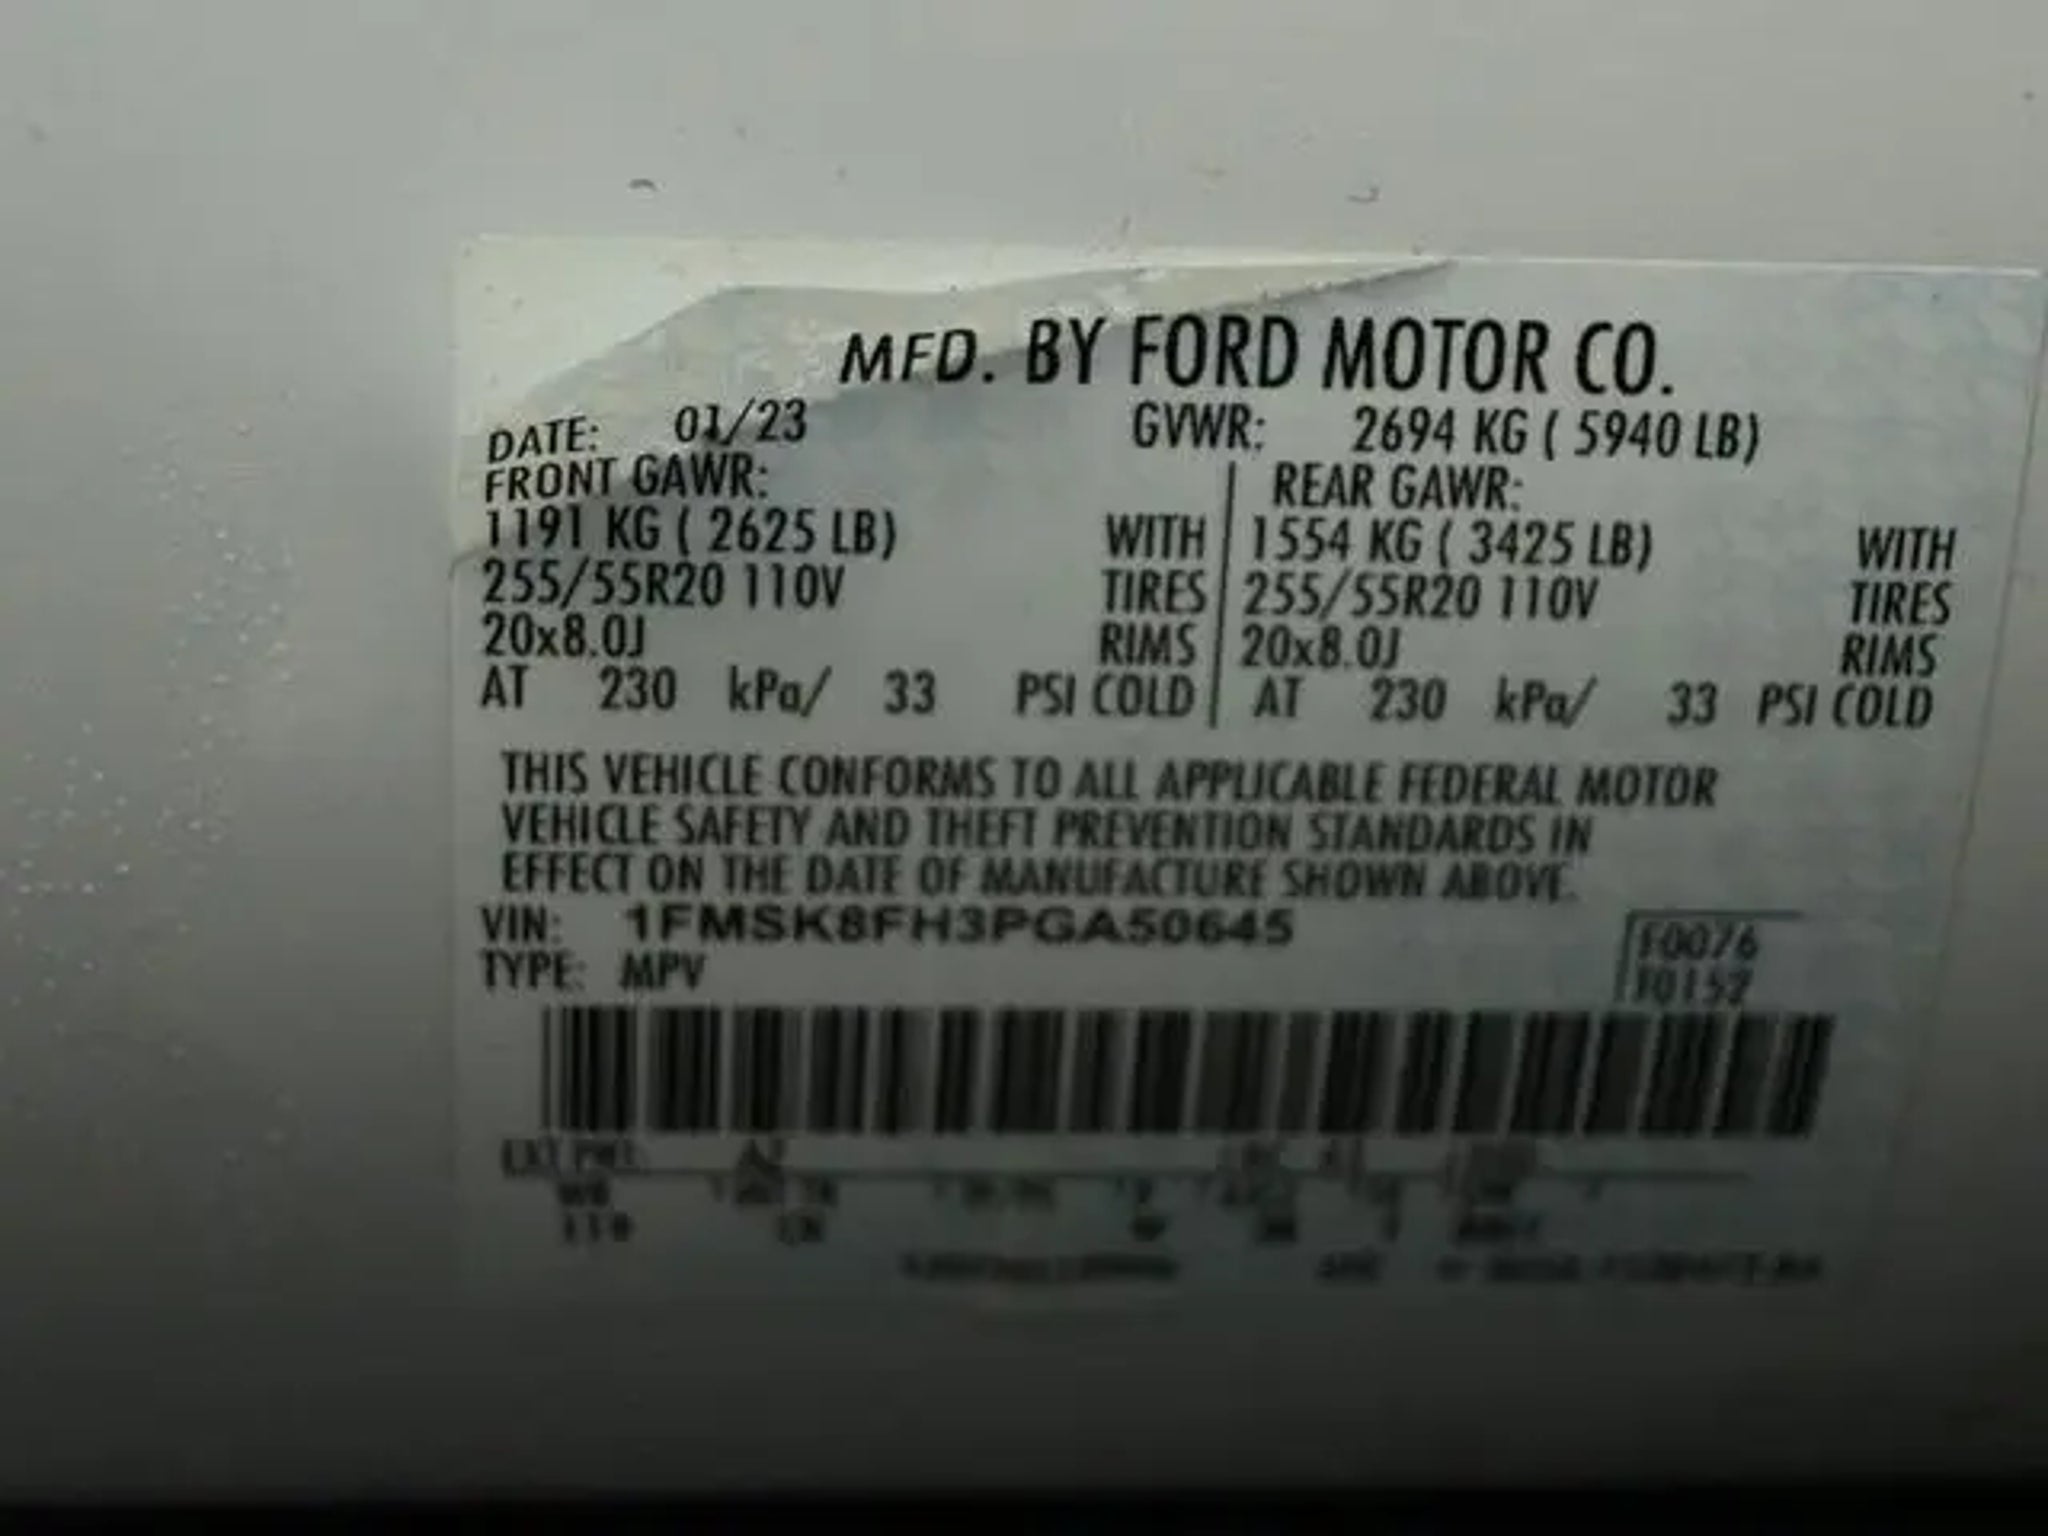 MFD. BY FORD MOTOR CO.
DATE: 01/23 GVWR: 2694 KG ( 5940 LB)
FRONT GAWR: REAR GAWR:
1191 KG ( 2625 LB) WITH 1554 KG ( 3425 LB) WITH
255/55R20 110V TIRES 255/55R20 110V TIRES
20x8.0J RIMS 20x8.0J RIMS
AT 230 kPa/ 33 PSI COLD AT 230 kPa/ 33 PSI COLD
THIS VEHICLE CONFORMS TO ALL APPLICABLE FEDERAL MOTOR
VEHICLE SAFETY AND THEFT PREVENTION STANDARDS IN
EFFECT ON THE DATE OF MANUFACTURE SHOWN ABOVE.
VIN: 1FMSK8FH3PGA50645
TYPE: MPV
F0076
T0152
EXT PNT: AZ